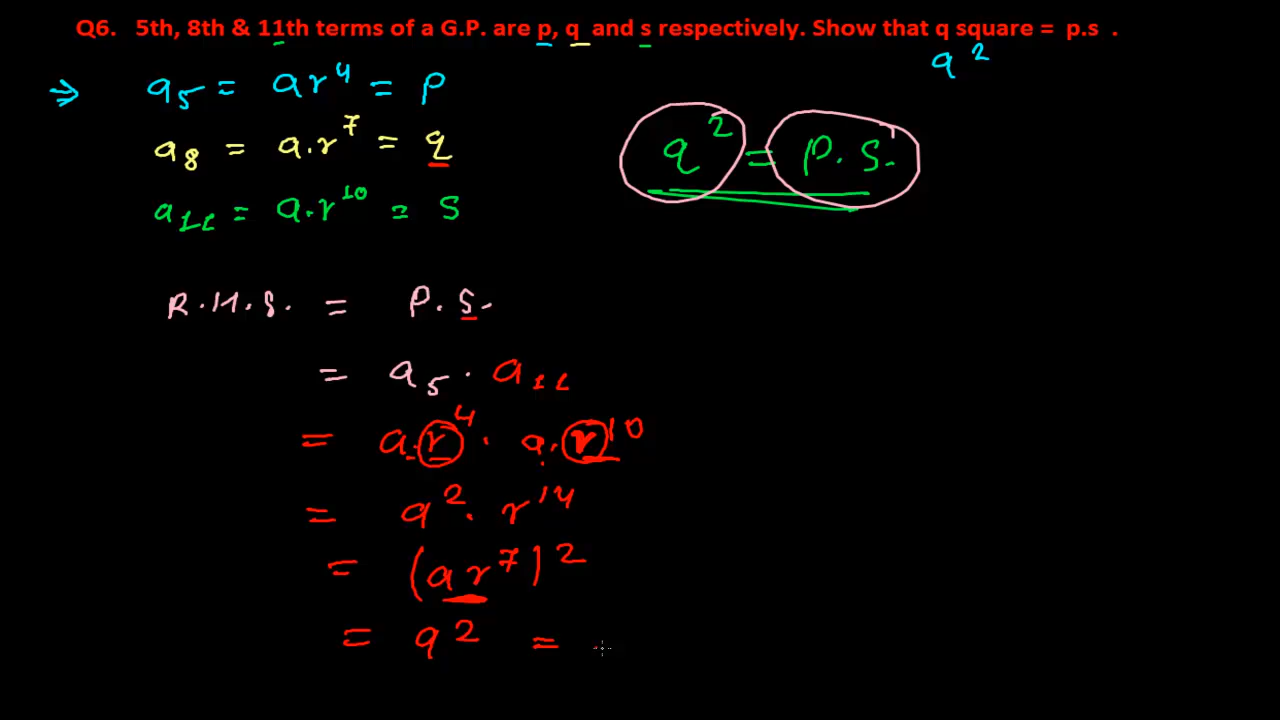 Q6. 5th, 8th & 11th terms of a G.P. are p, q and s respectively. Show that q square = p.s .
q²
⇒ a₅ = ar⁴ = p
q² = p.s.
a₈ = a.r⁷ = q
a₁₁ = a.r¹⁰ = s
R.H.S. = p.s.
= a₅ . a₁₁
= a.r⁴ . a.r¹⁰
= a² . r¹⁴
= (ar⁷)²
= q² =